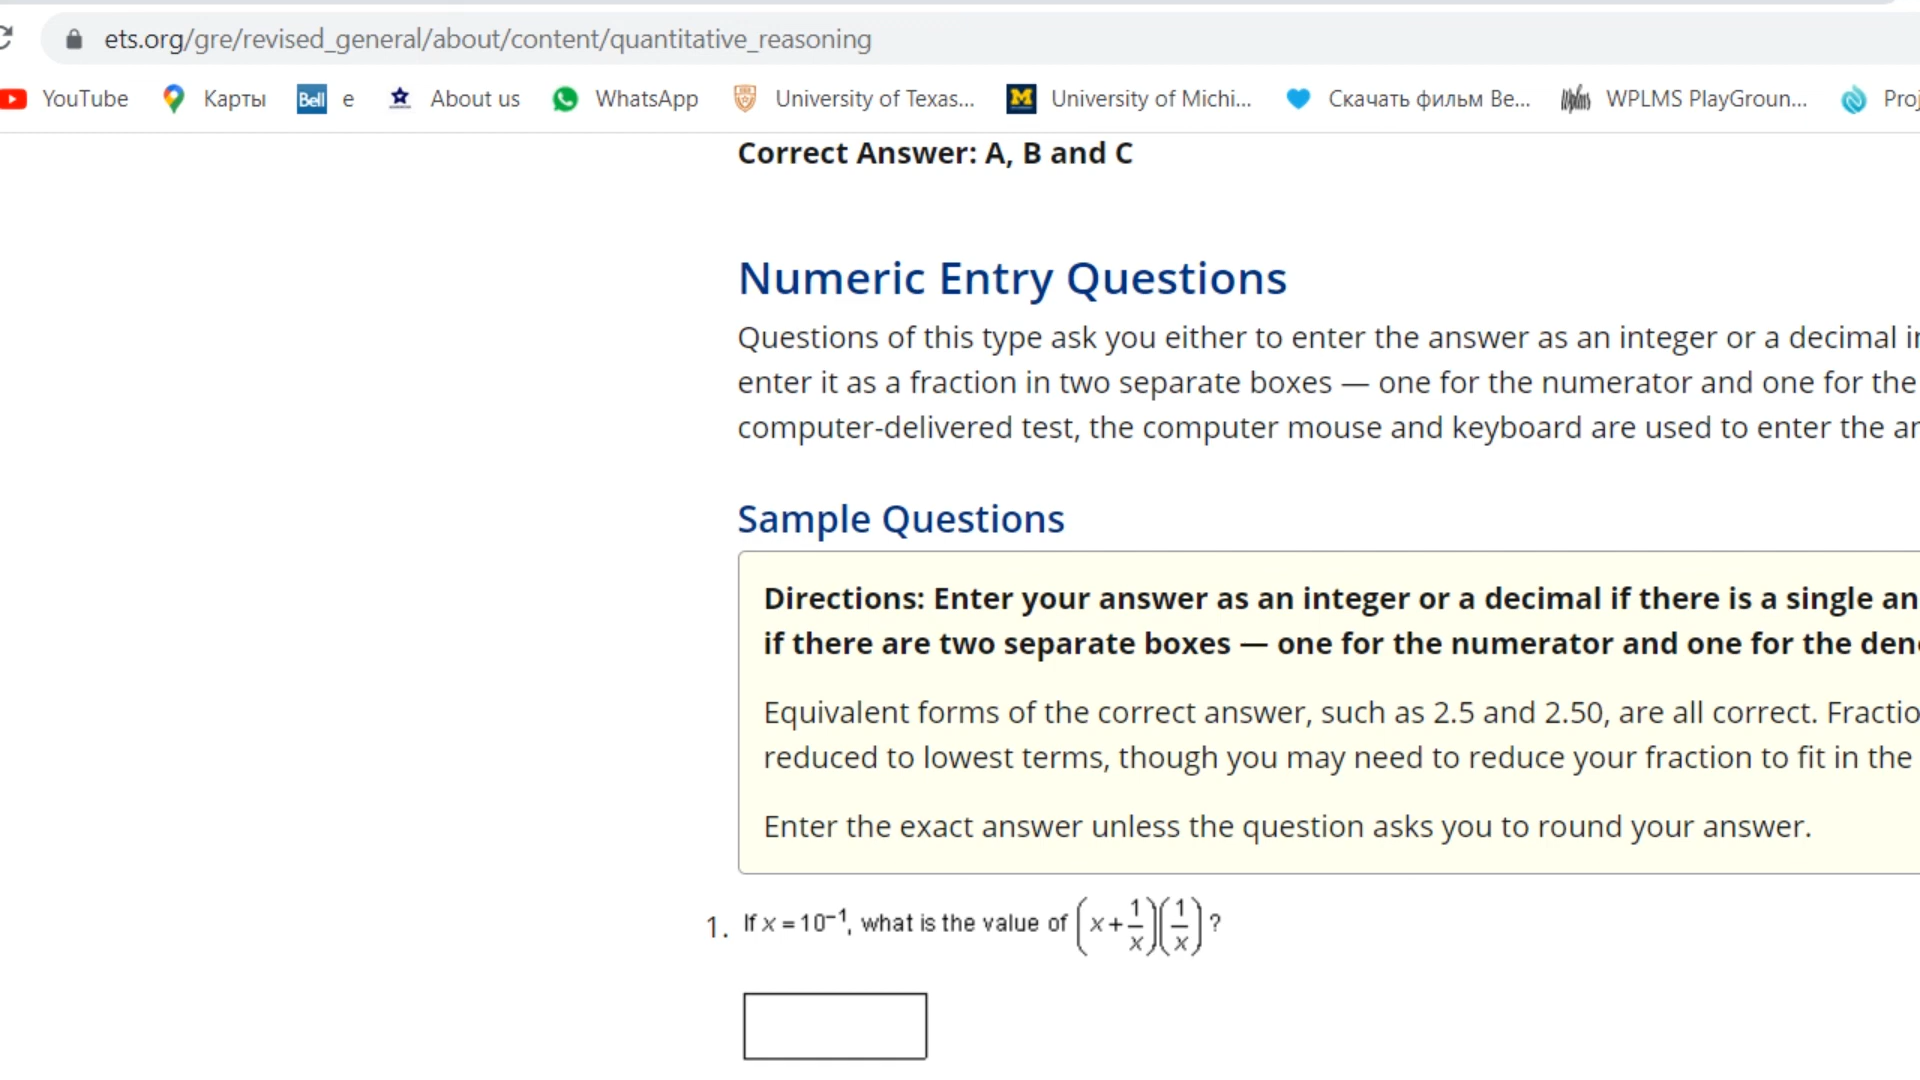 ets.org/gre/revised_general/about/content/quantitative_reasoning
YouTube Карты Bell e About us WhatsApp University of Texas... M University of Michi... Скачать фильм Ве... Wplms WPLMS PlayGroun... Proj
Correct Answer: A, B and C
Numeric Entry Questions
Questions of this type ask you either to enter the answer as an integer or a decimal in
enter it as a fraction in two separate boxes — one for the numerator and one for the
computer-delivered test, the computer mouse and keyboard are used to enter the an
Sample Questions
Directions: Enter your answer as an integer or a decimal if there is a single an
if there are two separate boxes — one for the numerator and one for the deno
Equivalent forms of the correct answer, such as 2.5 and 2.50, are all correct. Fractio
reduced to lowest terms, though you may need to reduce your fraction to fit in the
Enter the exact answer unless the question asks you to round your answer.
1. If x = 10⁻¹, what is the value of (x + 1/x)(1/x) ?